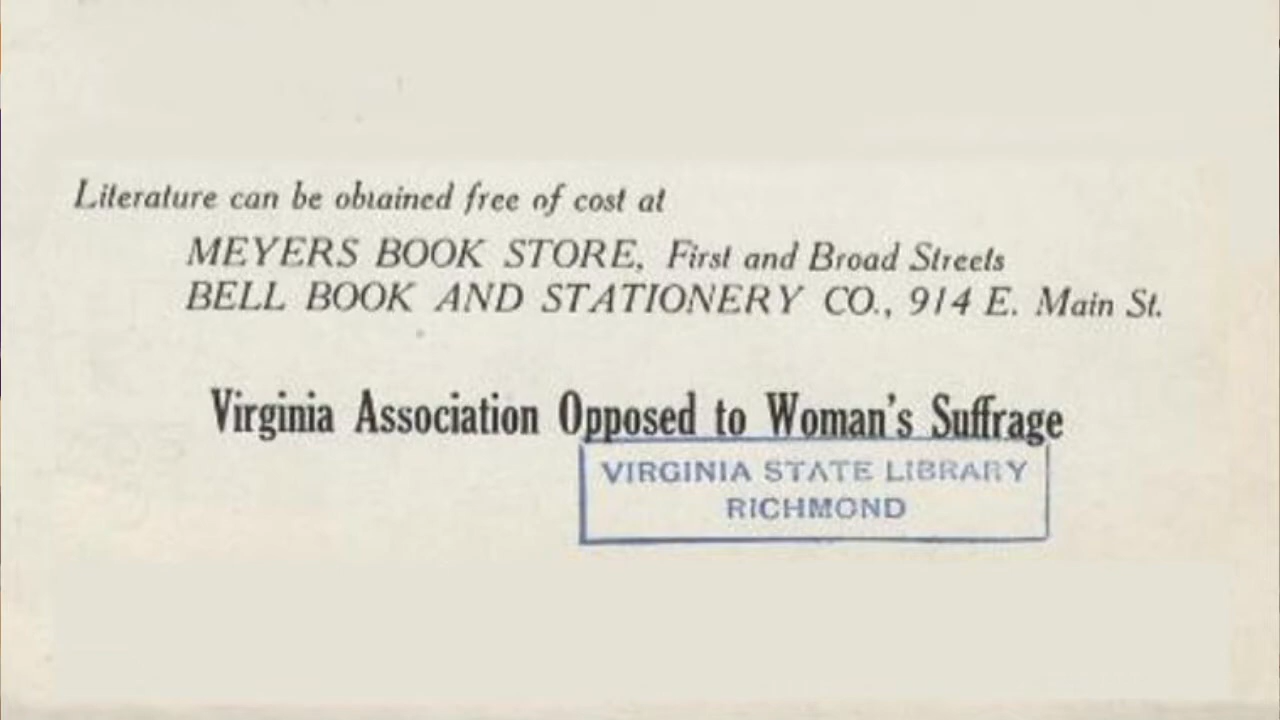 Literature can be obtained free of cost at
MEYERS BOOK STORE, First and Broad Streets
BELL BOOK AND STATIONERY CO., 914 E. Main St.
Virginia Association Opposed to Woman's Suffrage
VIRGINIA STATE LIBRARY
RICHMOND